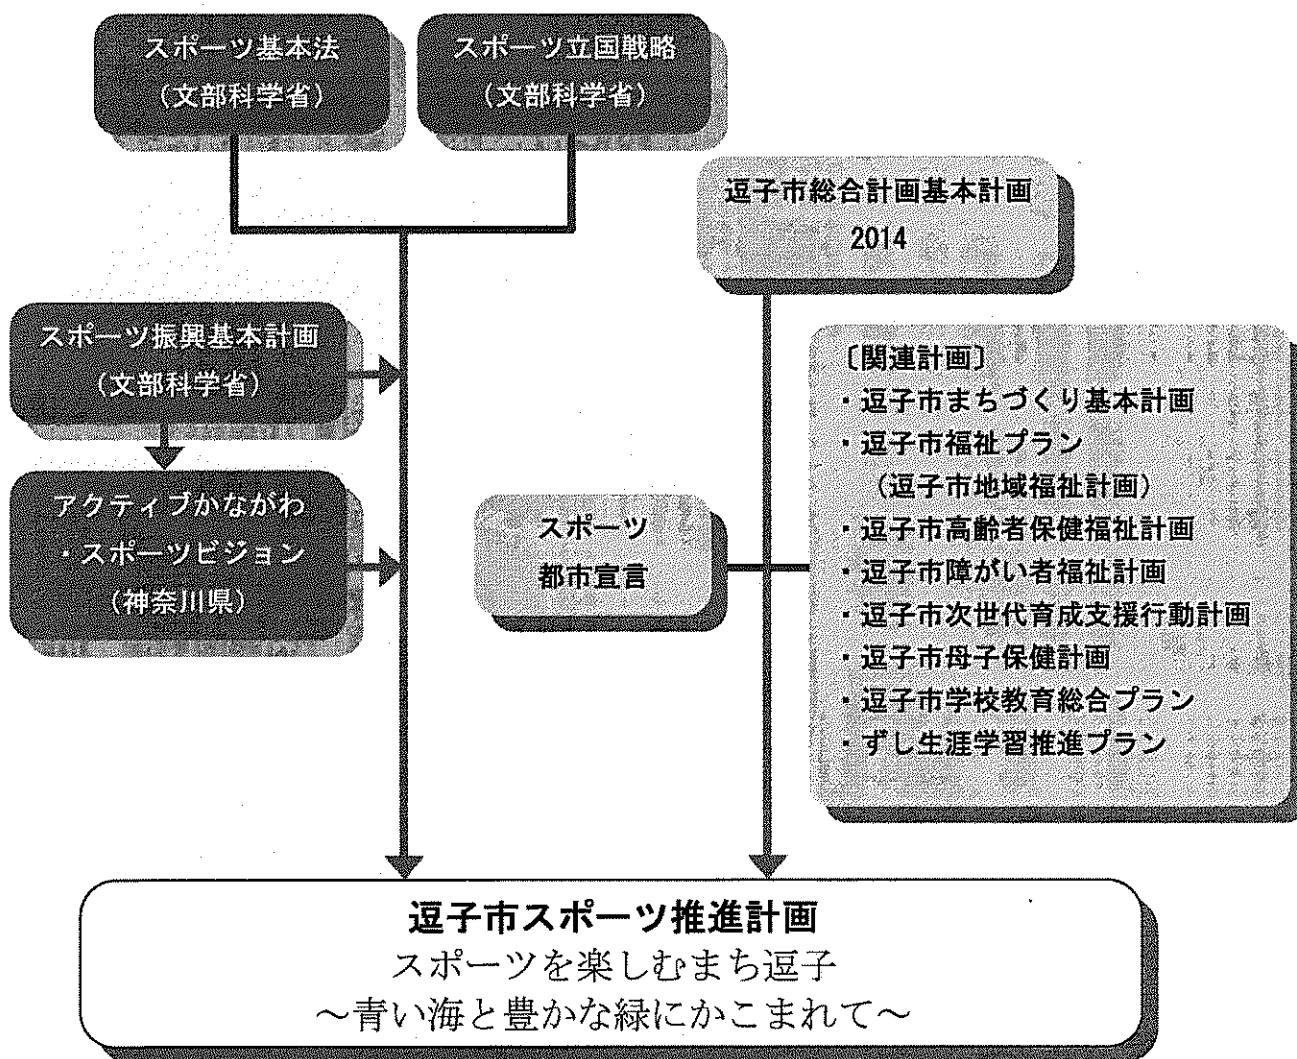 スポーツ基本法
(文部科学省)
スポーツ立国戦略
(文部科学省)
逗子市総合計画基本計画
2014
スポーツ振興基本計画
(文部科学省)
アクティブかながわ
・スポーツビジョン
(神奈川県)
スポーツ
都市宣言
〔関連計画〕
・逗子市まちづくり基本計画
・逗子市福祉プラン
(逗子市地域福祉計画)
・逗子市高齢者保健福祉計画
・逗子市障がい者福祉計画
・逗子市次世代育成支援行動計画
・逗子市母子保健計画
・逗子市学校教育総合プラン
・ずし生涯学習推進プラン
逗子市スポーツ推進計画
スポーツを楽しむまち逗子
～青い海と豊かな緑にかこまれて～